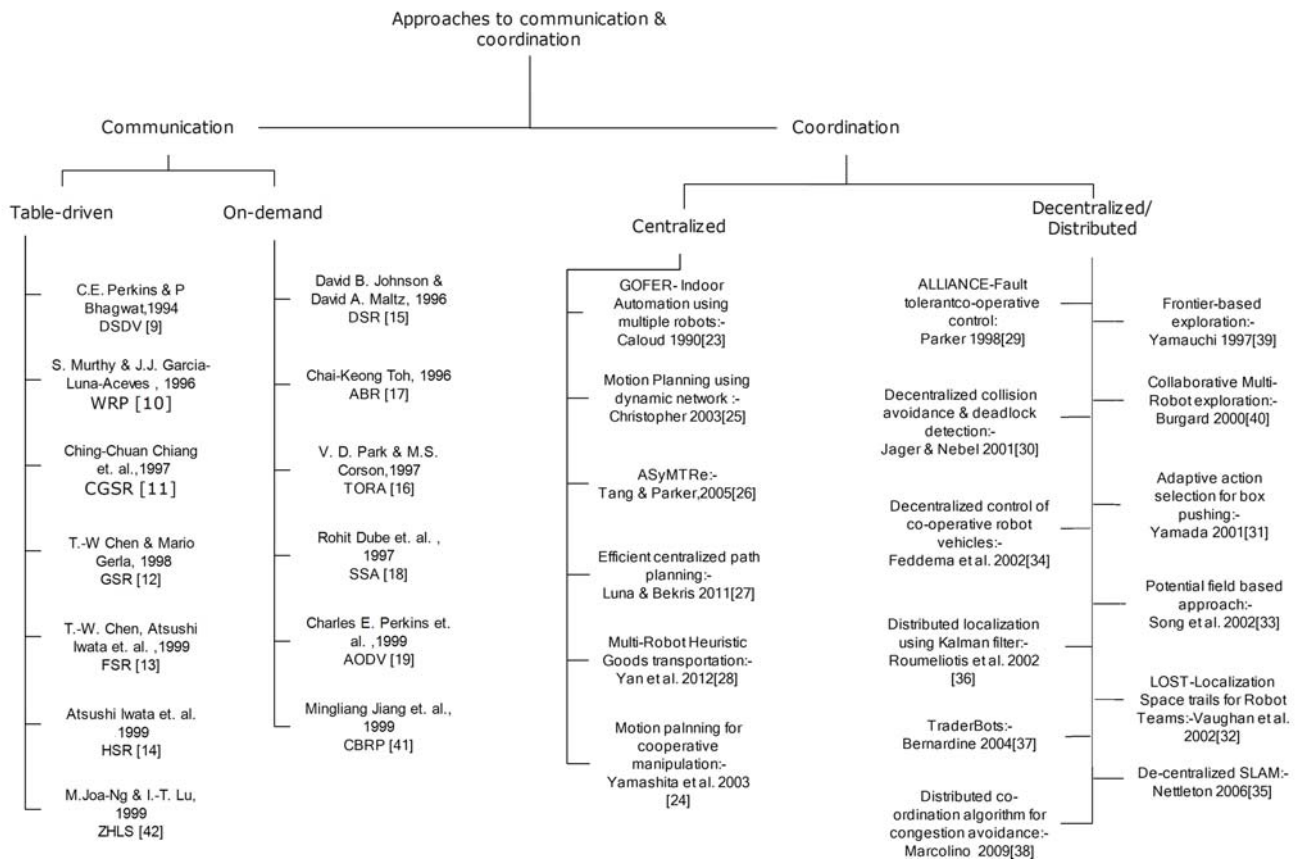 Approaches to communication &
coordination
Communication
Coordination
Table-driven
On-demand
Centralized
Decentralized/
Distributed
C.E. Perkins & P
Bhagwat,1994
DSDV [9]
S. Murthy & J.J. Garcia-
Luna-Aceves , 1996
WRP [10]
Ching-Chuan Chiang
et. al.,1997
CGSR [11]
T.-W Chen & Mario
Gerla, 1998
GSR [12]
T.-W. Chen, Atsushi
Iwata et. al. ,1999
FSR [13]
Atsushi Iwata et. al.
1999
HSR [14]
M.Joa-Ng & I.-T. Lu,
1999
ZHLS [42]
David B. Johnson &
David A. Maltz, 1996
DSR [15]
Chai-Keong Toh, 1996
ABR [17]
V. D. Park & M.S.
Corson,1997
TORA [16]
Rohit Dube et. al. ,
1997
SSA [18]
Charles E. Perkins et.
al. ,1999
AODV [19]
Mingliang Jiang et. al.,
1999
CBRP [41]
GOFER- Indoor
Automation using
multiple robots:-
Caloud 1990[23]
Motion Planning using
dynamic network :-
Christopher 2003[25]
ASyMTRe:-
Tang & Parker,2005[26]
Efficient centralized path
planning:-
Luna & Bekris 2011[27]
Multi-Robot Heuristic
Goods transportation:-
Yan et al. 2012[28]
Motion palnning for
cooperative
manipulation:-
Yamashita et al. 2003
[24]
ALLIANCE-Fault
tolerantco-operative
control:
Parker 1998[29]
Decentralized collision
avoidance & deadlock
detection:-
Jager & Nebel 2001[30]
Decentralized control of
co-operative robot
vehicles:-
Feddema et al. 2002[34]
Distributed localization
using Kalman filter:-
Roumeliotis et al. 2002
[36]
TraderBots:-
Bernardine 2004[37]
Distributed co-
ordination algorithm for
congestion avoidance:-
Marcolino 2009[38]
Frontier-based
exploration:-
Yamauchi 1997[39]
Collaborative Multi-
Robot exploration:-
Burgard 2000[40]
Adaptive action
selection for box
pushing:-
Yamada 2001[31]
Potential field based
approach:-
Song et al. 2002[33]
LOST-Localization
Space trails for Robot
Teams:-Vaughan et al.
2002[32]
De-centralized SLAM:-
Nettleton 2006[35]